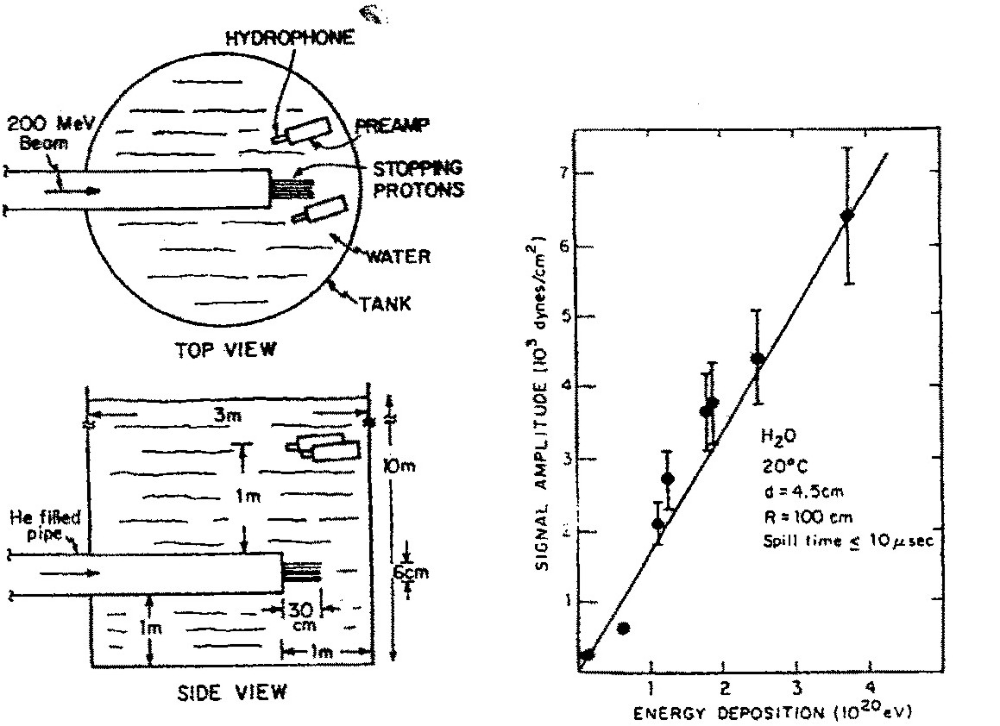 HYDROPHONE
200 MeV
Beam
PREAMP
STOPPING
PROTONS
WATER
TANK
TOP VIEW
3m
10m
1m
He filled
pipe
6cm
30
cm
1m
1m
SIDE VIEW
SIGNAL AMPLITUDE (10³ dynes/cm²)
7
6
5
4
3
2
1
H₂O
20°C
d = 4.5cm
R = 100 cm
Spill time ≤ 10 μsec
1
2
3
4
ENERGY DEPOSITION (10²⁰ eV)